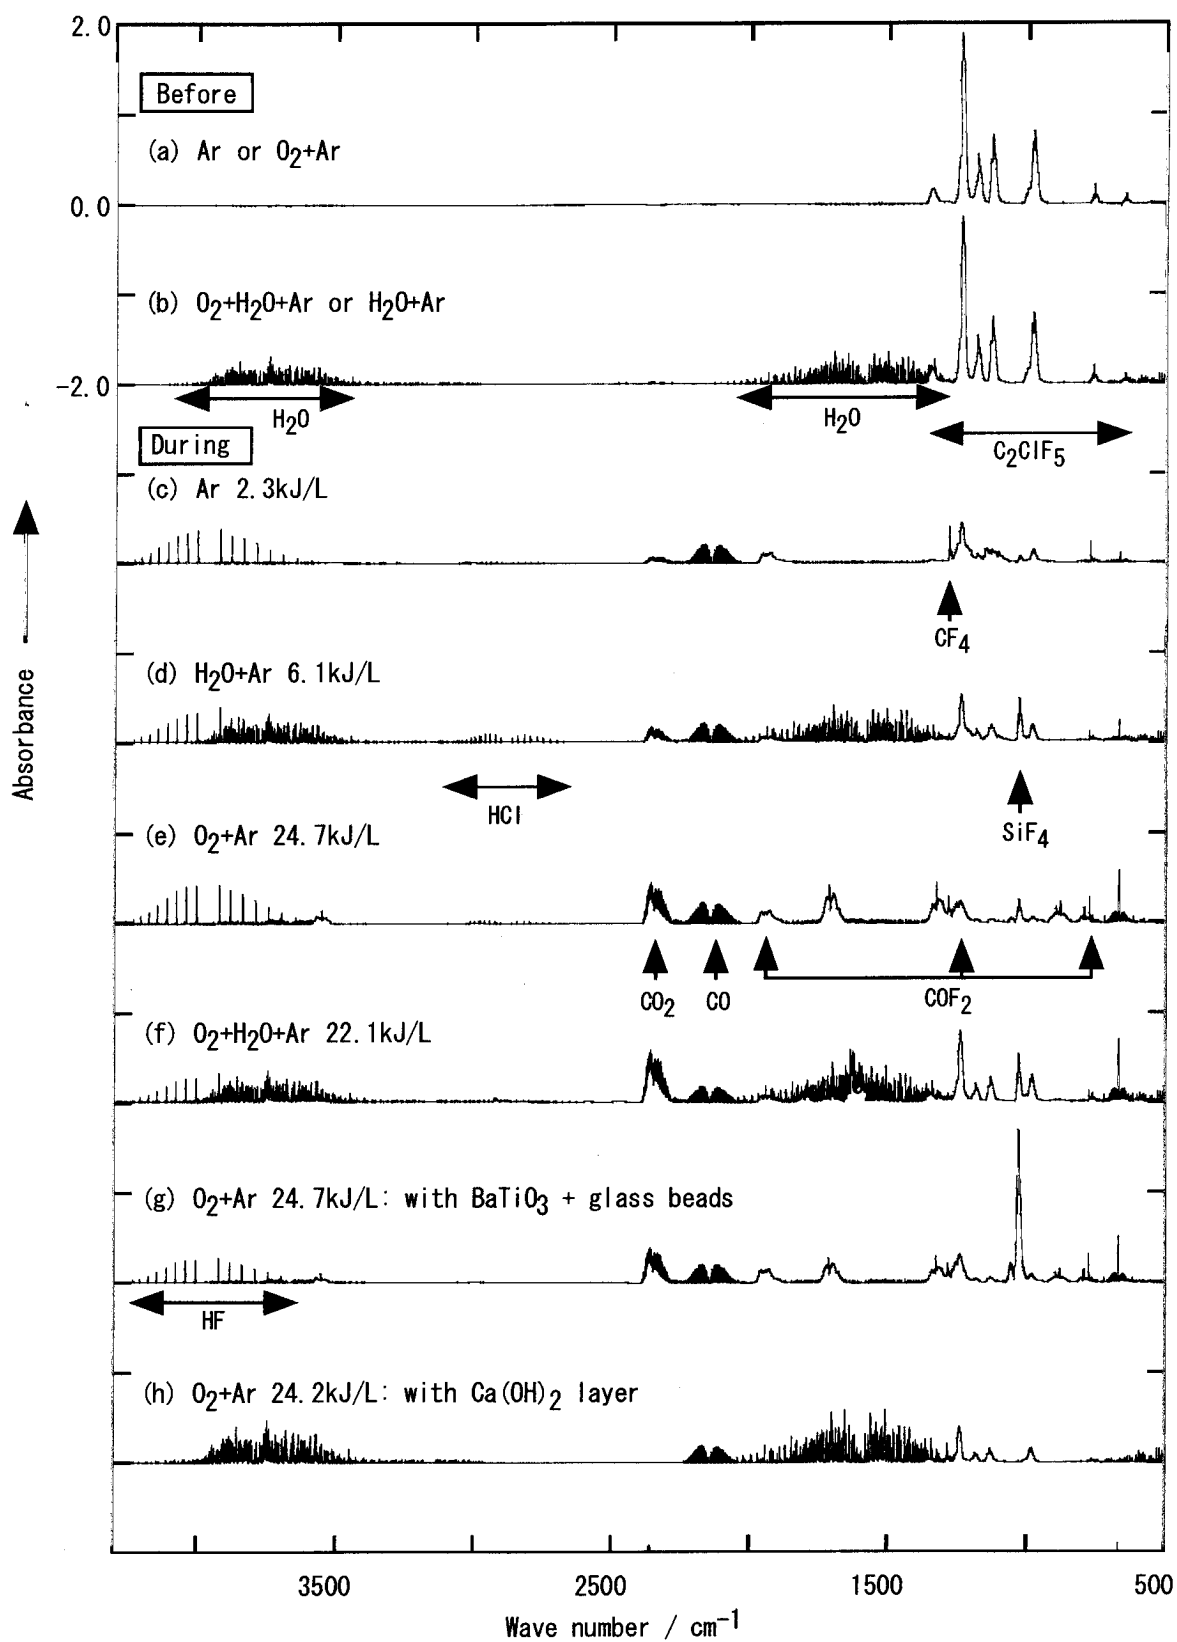 2.0
Before
(a) Ar or O2+Ar
0.0
(b) O2+H2O+Ar or H2O+Ar
-2.0
H2O
H2O
During
C2ClF5
(c) Ar 2.3kJ/L
CF4
(d) H2O+Ar 6.1kJ/L
Absorbance
HCl
SiF4
(e) O2+Ar 24.7kJ/L
CO2
CO
COF2
(f) O2+H2O+Ar 22.1kJ/L
(g) O2+Ar 24.7kJ/L: with BaTiO3 + glass beads
HF
(h) O2+Ar 24.2kJ/L: with Ca(OH)2 layer
3500
2500
1500
500
Wave number / cm-1